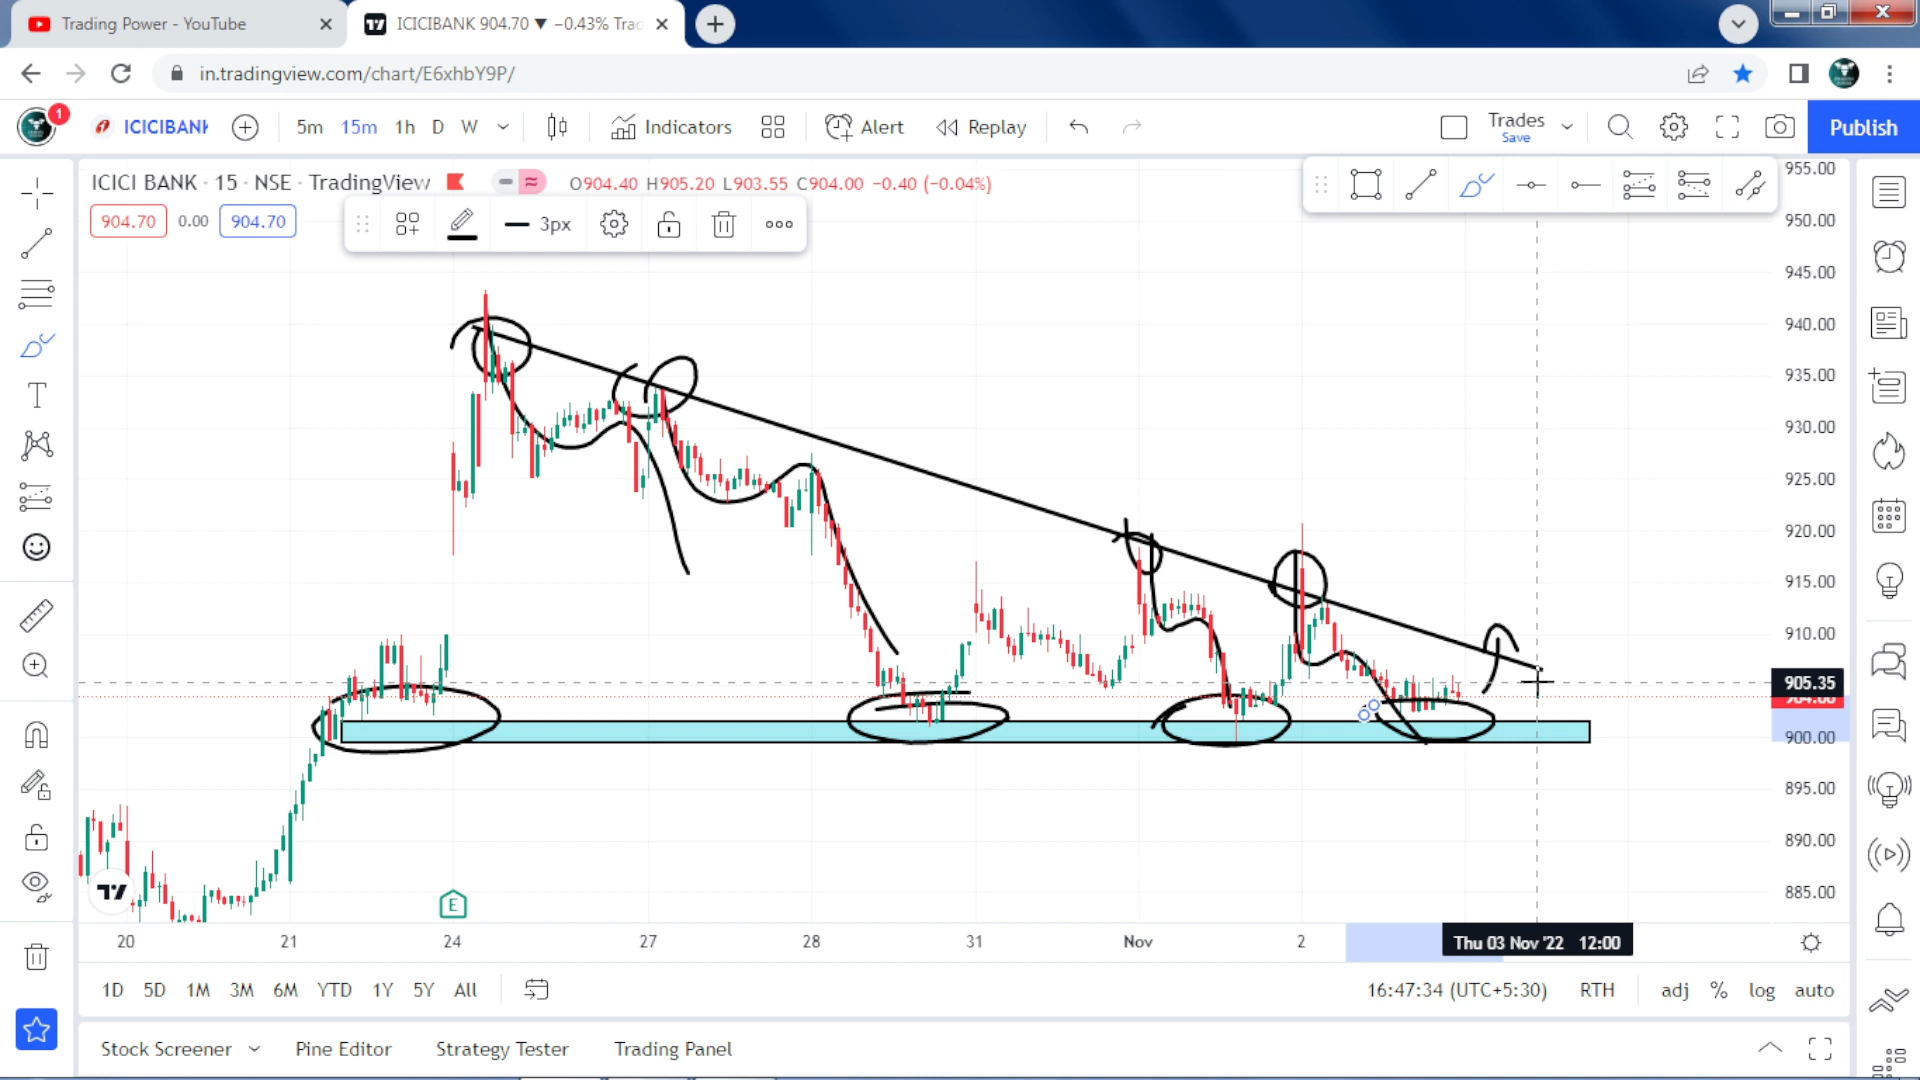 Trading Power - YouTube
ICICIBANK 904.70 ▼ −0.43% Trac
in.tradingview.com/chart/E6xhbY9P/
1
ICICIBANK
5m 15m 1h D W
Indicators
Alert
Replay
Trades
Save
Publish
ICICI BANK · 15 · NSE · TradingView
O904.40 H905.20 L903.55 C904.00 −0.40 (−0.04%)
904.70
0.00
904.70
3px
955.00
950.00
945.00
940.00
935.00
930.00
925.00
920.00
915.00
910.00
905.35
904.00
900.00
895.00
890.00
885.00
E
20 21 24 27 28 31 Nov 2
Thu 03 Nov '22 12:00
1D 5D 1M 3M 6M YTD 1Y 5Y All
16:47:34 (UTC+5:30)
RTH
adj % log auto
Stock Screener
Pine Editor
Strategy Tester
Trading Panel